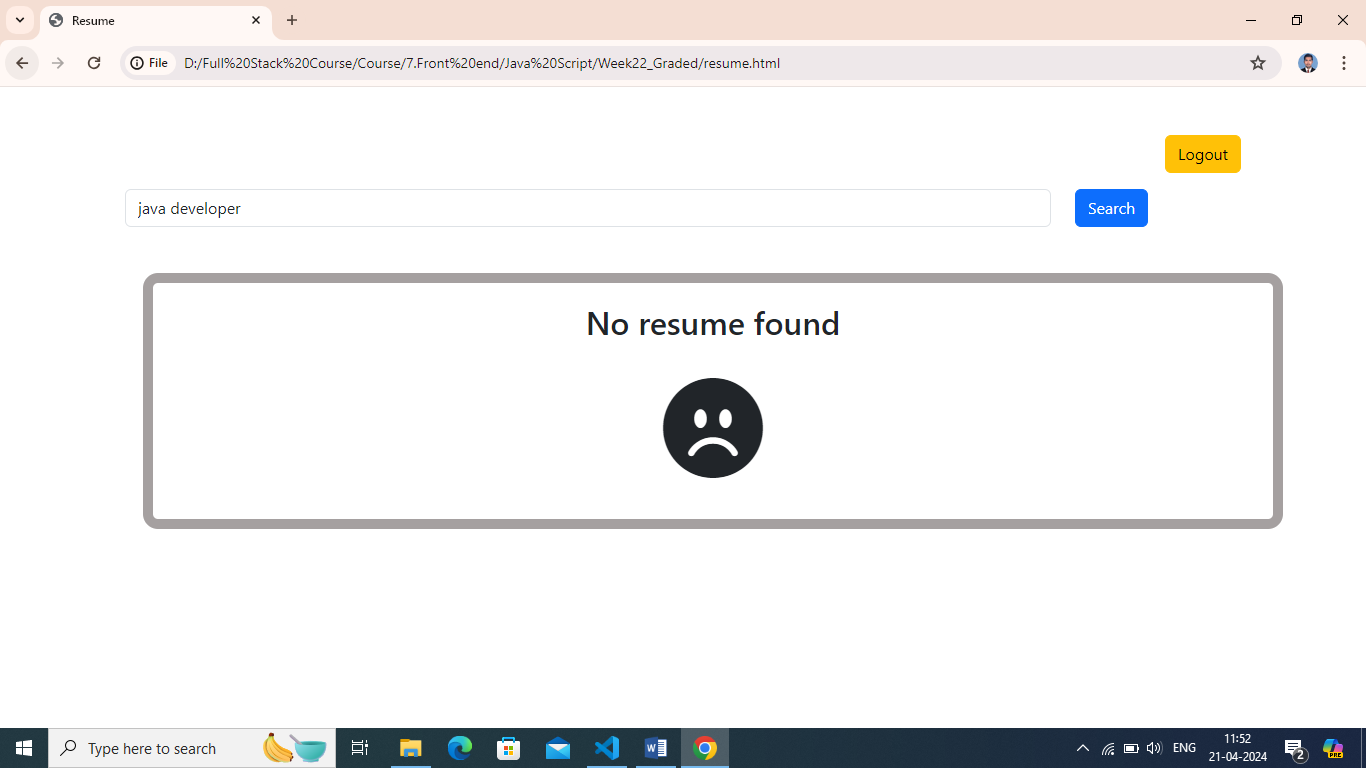 Resume
File
D:/Full%20Stack%20Course/Course/7.Front%20end/Java%20Script/Week22_Graded/resume.html
Logout
java developer
Search
No resume found
Type here to search
W
ENG
11:52
21-04-2024
2
PRE